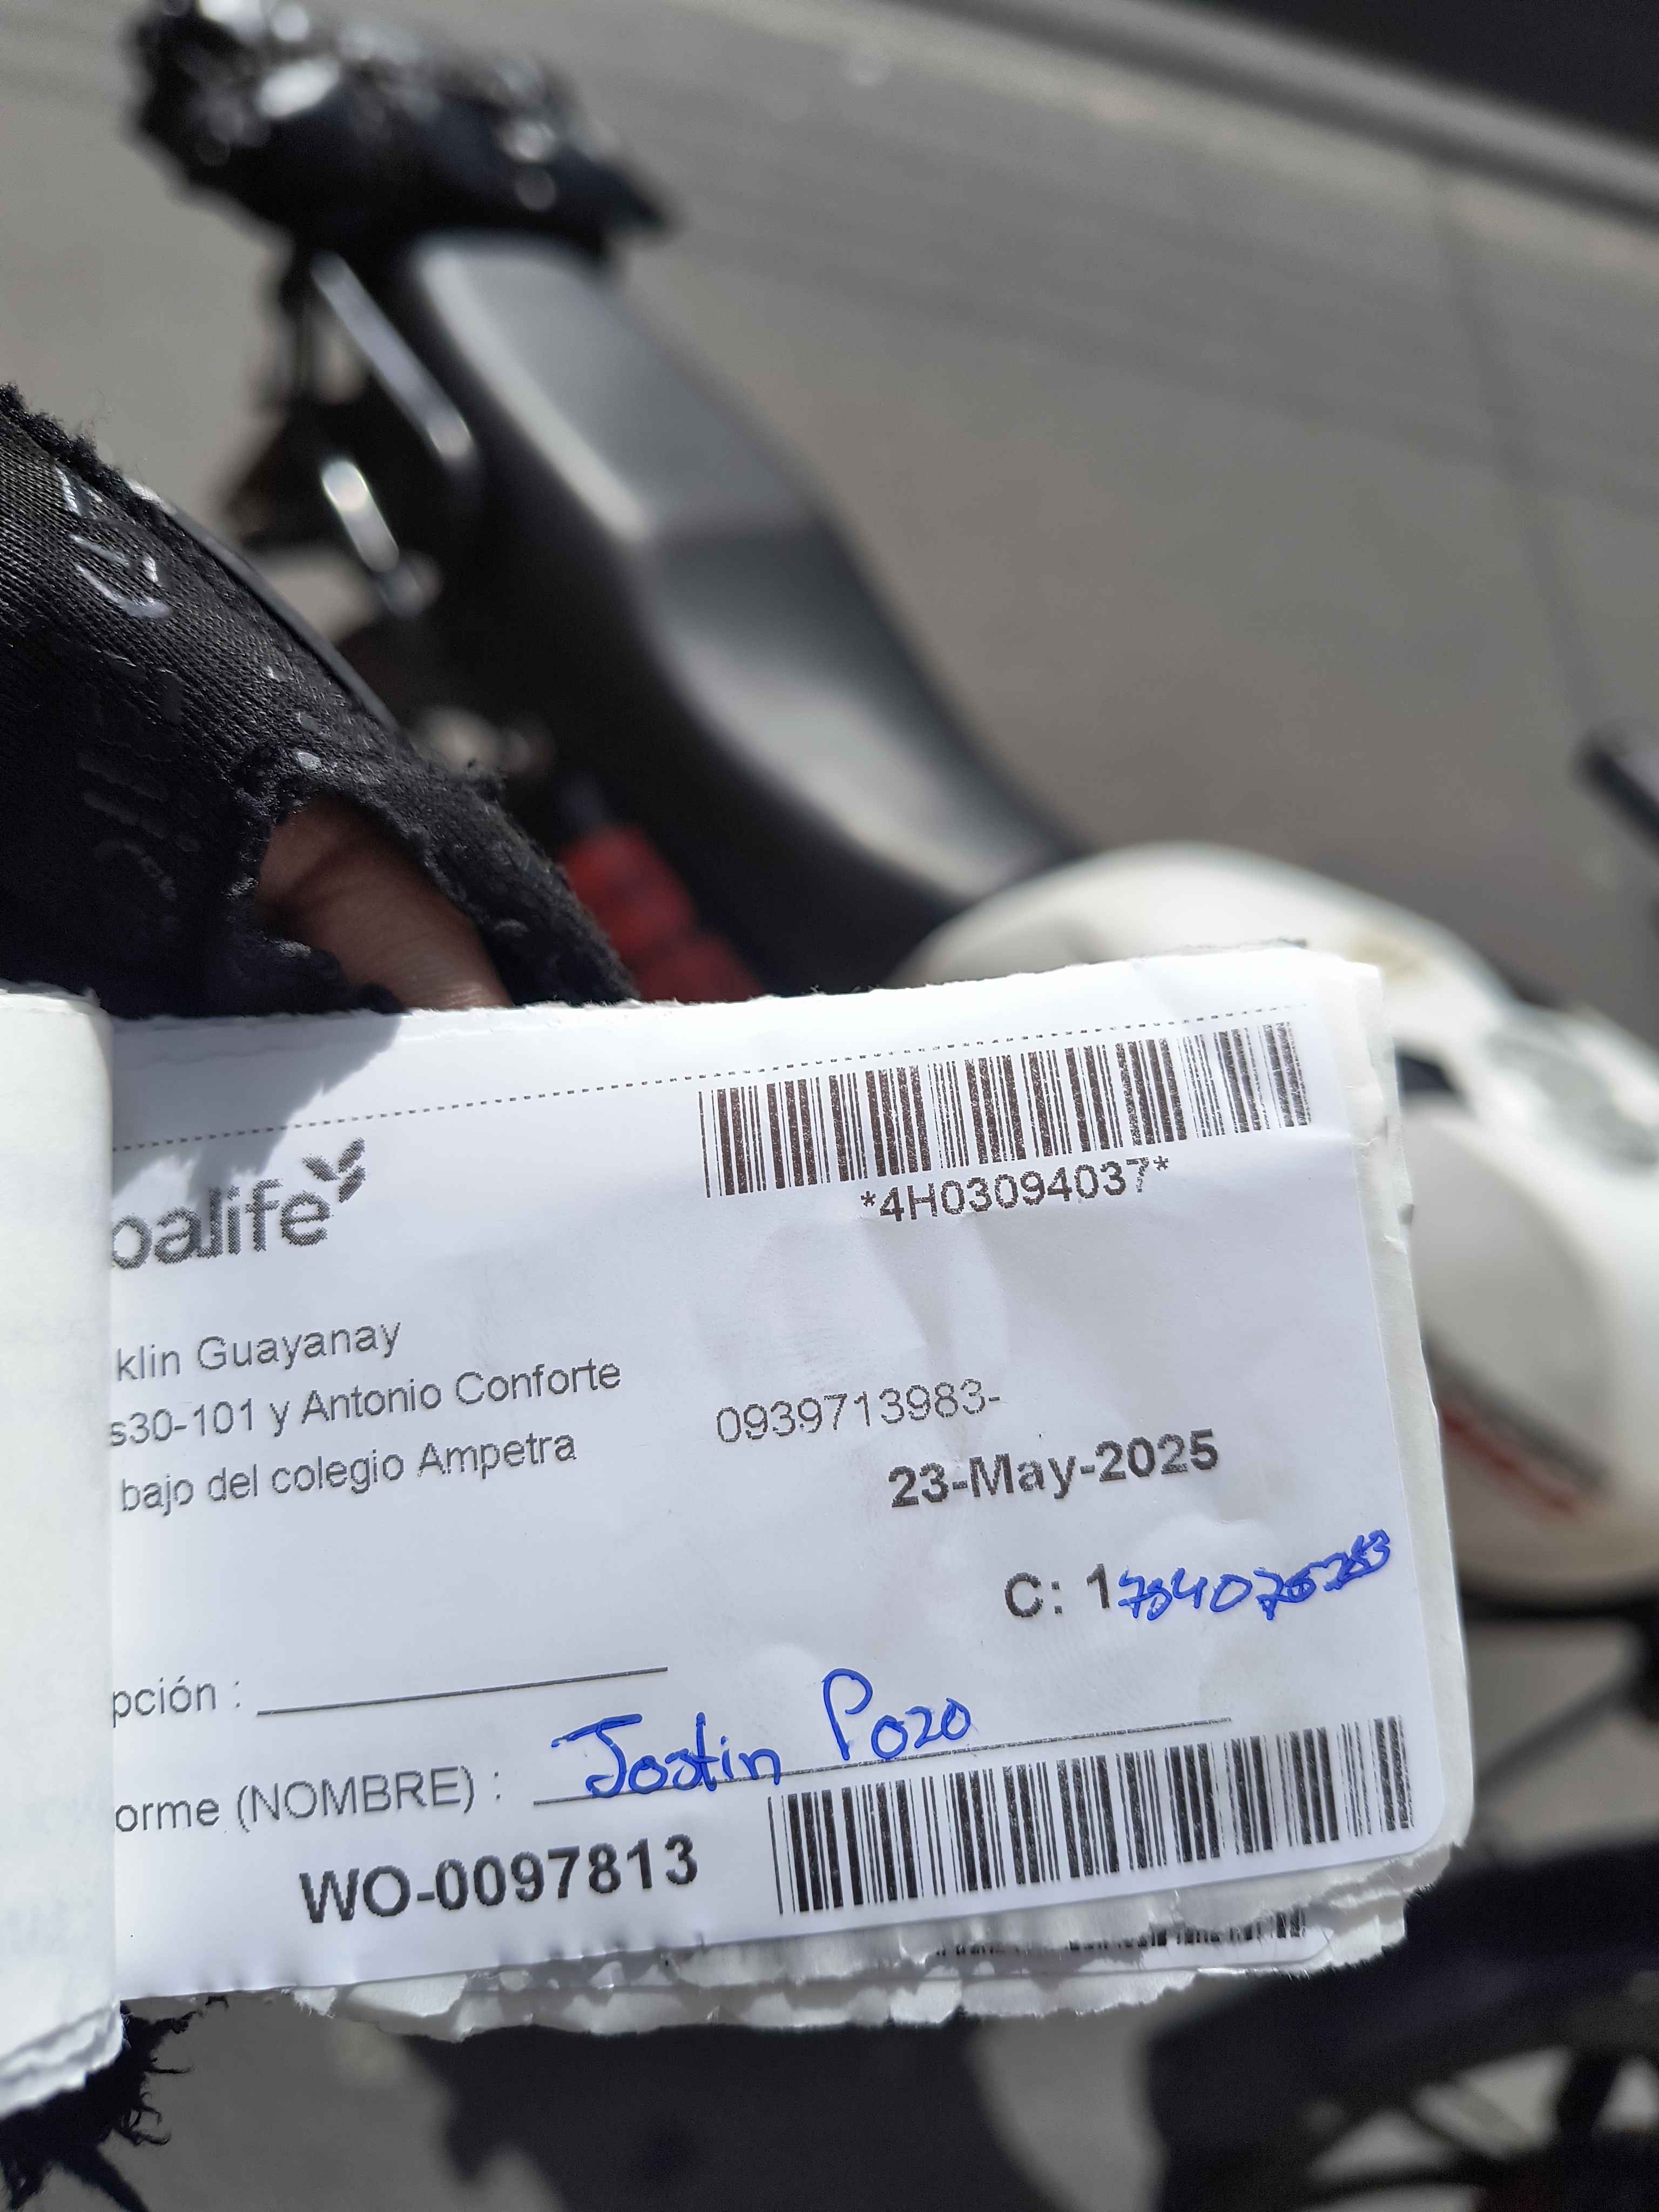 *4H03094037*
balife
klin Guayanay
s30-101 y Antonio Conforte
0939713983-
bajo del colegio Ampetra
23-May-2025
C: 1
pción :
orme (NOMBRE) : Jostin Pozo
WO-0097813